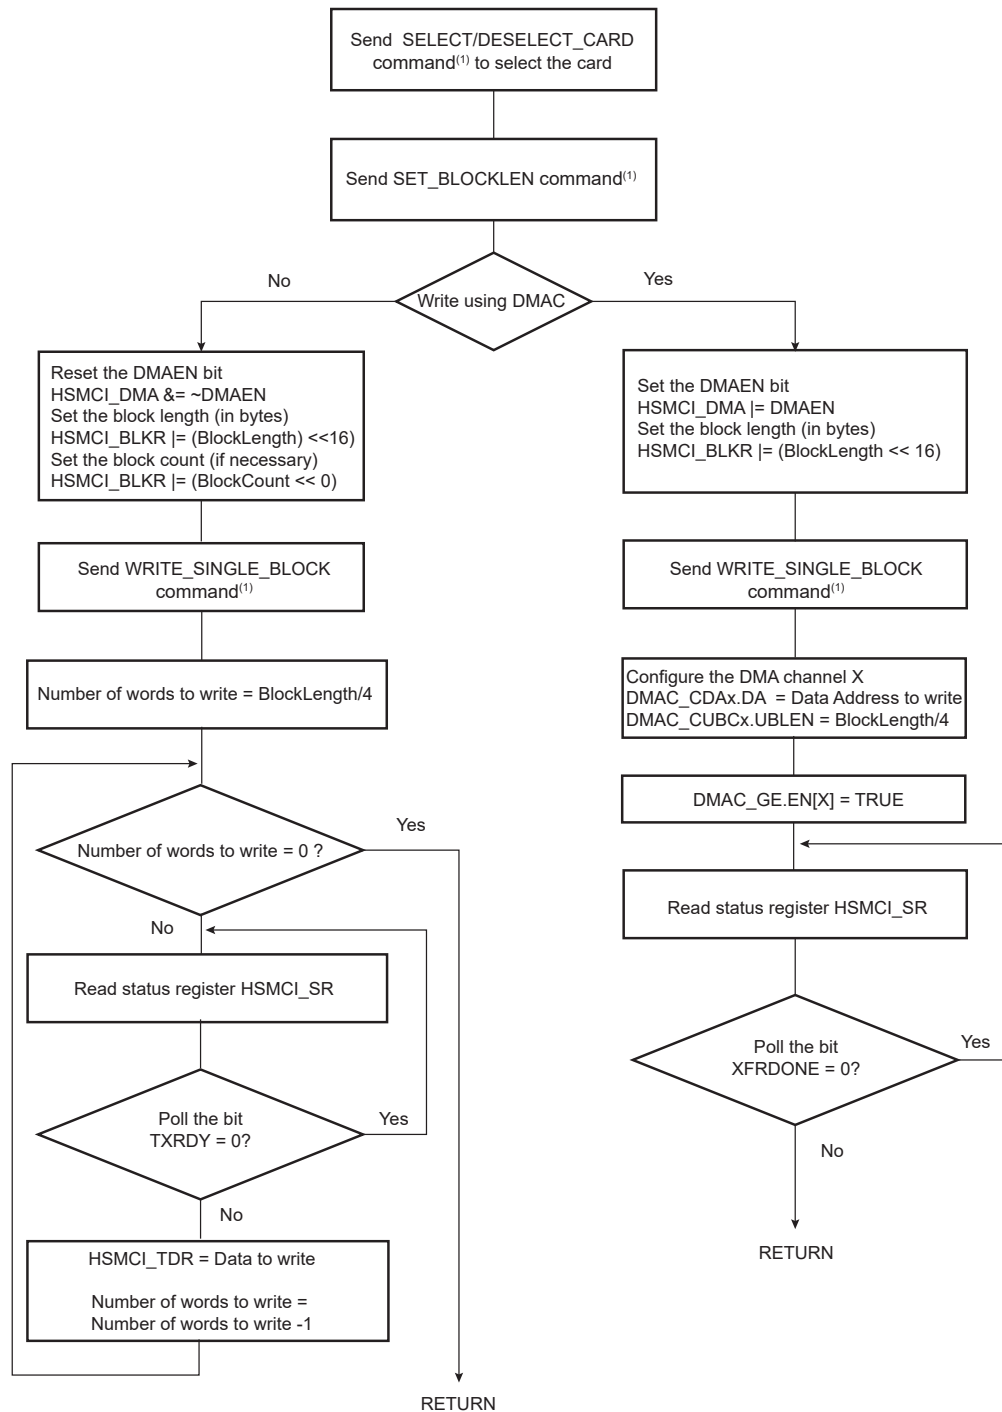 Send SELECT/DESELECT_CARD
command(1) to select the card
Send SET_BLOCKLEN command(1)
No
Yes
Write using DMAC
Reset the DMAEN bit
HSMCI_DMA &= ~DMAEN
Set the block length (in bytes)
HSMCI_BLKR |= (BlockLength) <<16)
Set the block count (if necessary)
HSMCI_BLKR |= (BlockCount << 0)
Send WRITE_SINGLE_BLOCK
command(1)
Number of words to write = BlockLength/4
Number of words to write = 0 ?
Yes
No
Read status register HSMCI_SR
Poll the bit
TXRDY = 0?
Yes
No
HSMCI_TDR = Data to write
Number of words to write =
Number of words to write -1
RETURN
Set the DMAEN bit
HSMCI_DMA |= DMAEN
Set the block length (in bytes)
HSMCI_BLKR |= (BlockLength << 16)
Send WRITE_SINGLE_BLOCK
command(1)
Configure the DMA channel X
DMAC_CDAx.DA = Data Address to write
DMAC_CUBCx.UBLEN = BlockLength/4
DMAC_GE.EN[X] = TRUE
Read status register HSMCI_SR
Poll the bit
XFRDONE = 0?
Yes
No
RETURN